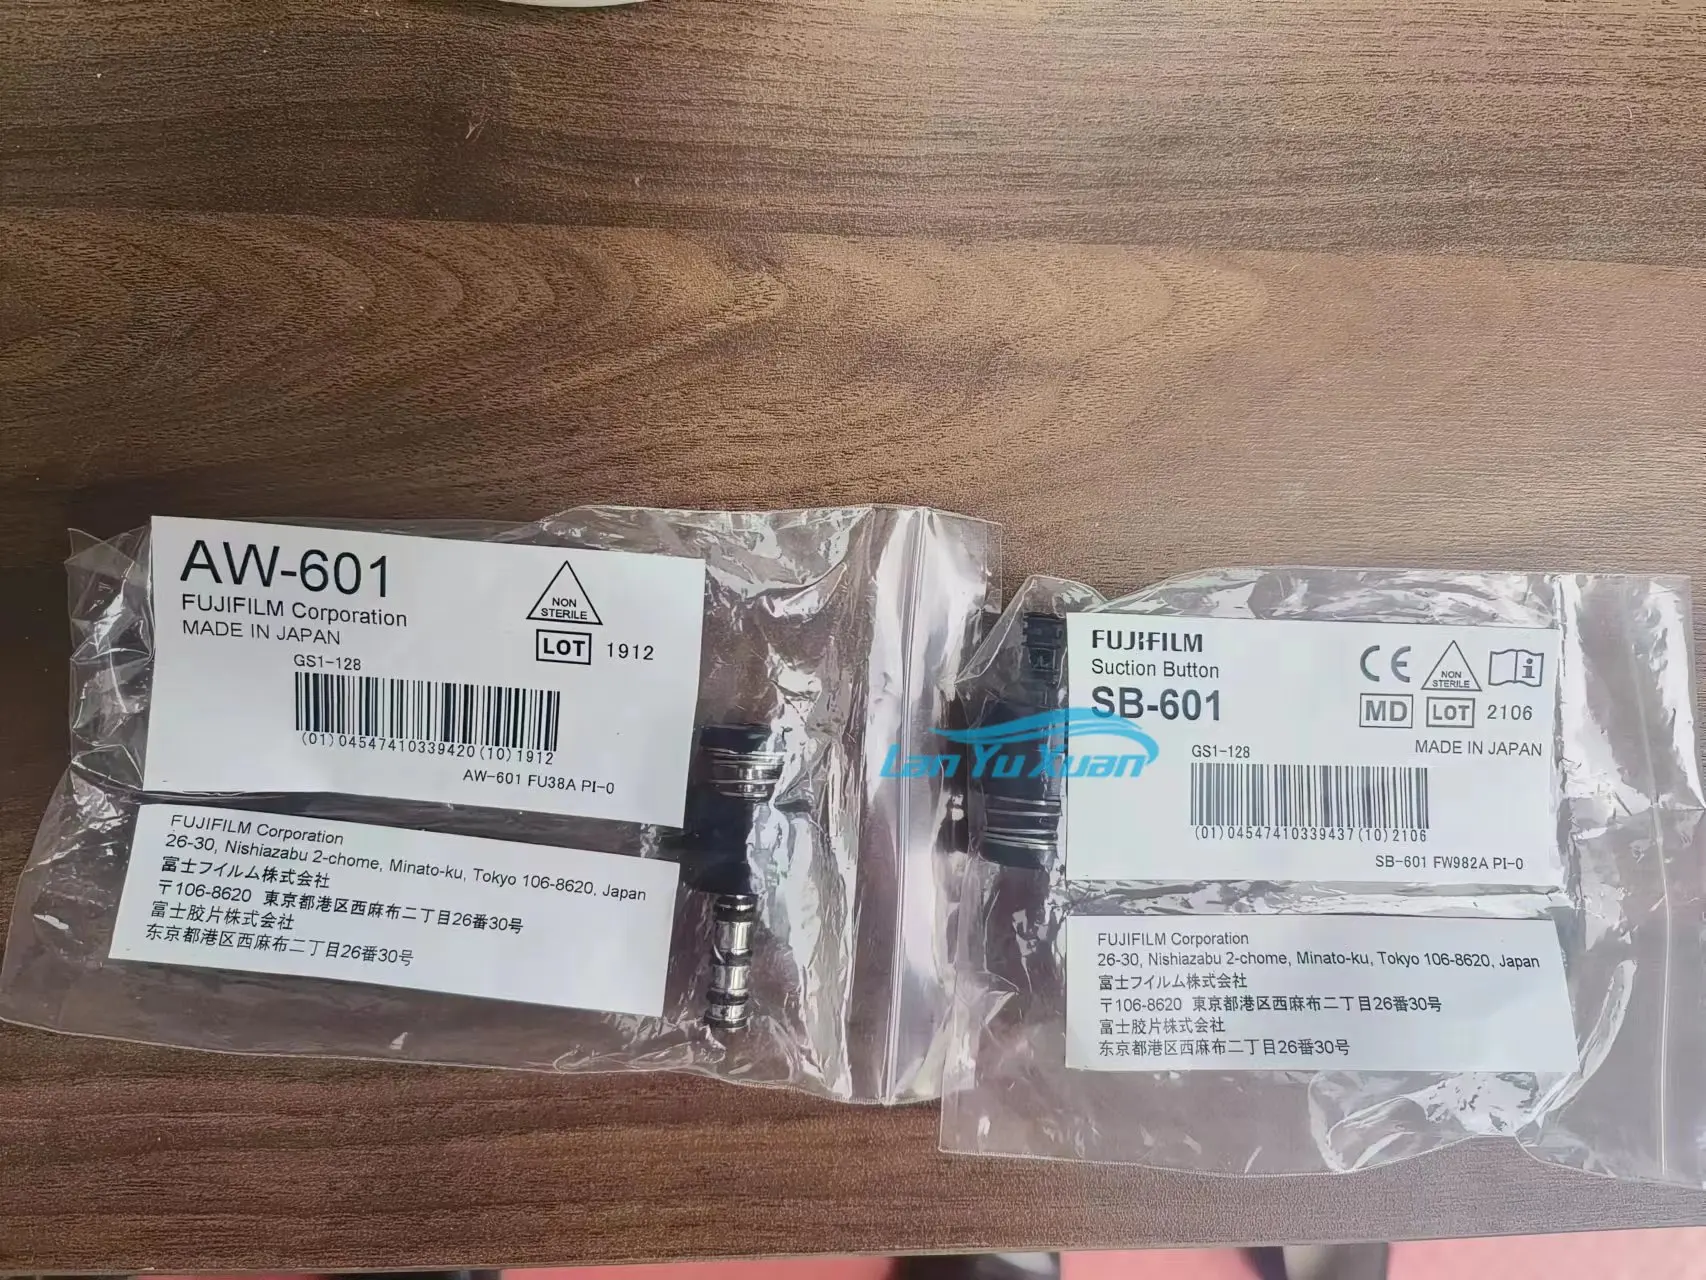 AW-601
FUJIFILM Corporation
MADE IN JAPAN
NON
STERILE
LOT 1912
GS1-128
(01)04547410339420(10)1912
AW-601 FU38A PI-0
FUJIFILM Corporation
26-30, Nishiazabu 2-chome, Minato-ku, Tokyo 106-8620, Japan
富士フイルム株式会社
〒106-8620 東京都港区西麻布二丁目26番30号
富士胶片株式会社
东京都港区西麻布二丁目26番30号
FUJIFILM
Suction Button
SB-601
CE
NON
STERILE
MD LOT 2106
MADE IN JAPAN
GS1-128
(01)04547410339437(10)2106
SB-601 FW982A PI-0
FUJIFILM Corporation
26-30, Nishiazabu 2-chome, Minato-ku, Tokyo 106-8620, Japan
富士フイルム株式会社
〒106-8620 東京都港区西麻布二丁目26番30号
富士胶片株式会社
东京都港区西麻布二丁目26番30号
Lan Yu Xuan